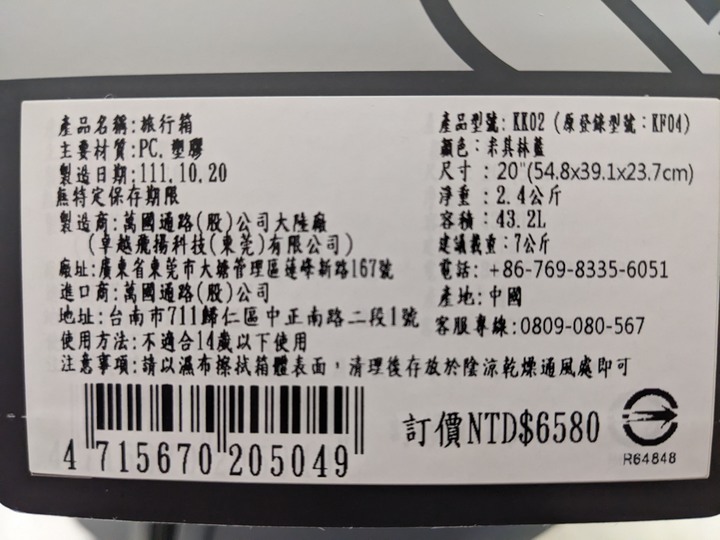 產品名稱:旅行箱
主要材質:PC,塑膠
製造日期:111.10.20
無特定保存期限
製造商:萬國通路(股)公司大陸廠
(卓越飛揚科技(東莞)有限公司)
廠址:廣東省東莞市大嶺管理區蓮峰新路167號
進口商:萬國通路(股)公司
地址:台南市711歸仁區中正南路二段1號
使用方法:不適合14歲以下使用
注意事項:請以濕布擦拭箱體表面,清理後存放於陰涼乾燥通風處即可
產品型號: KK02 (原登錄型號:KF04)
顏色:米其林藍
尺寸:20"(54.8x39.1x23.7cm)
淨重:2.4公斤
容積:43.2L
建議載重:7公斤
電話: +86-769-8335-6051
產地:中國
客服專線:0809-080-567
4 715670 205049
訂價NTD$6580
R64848